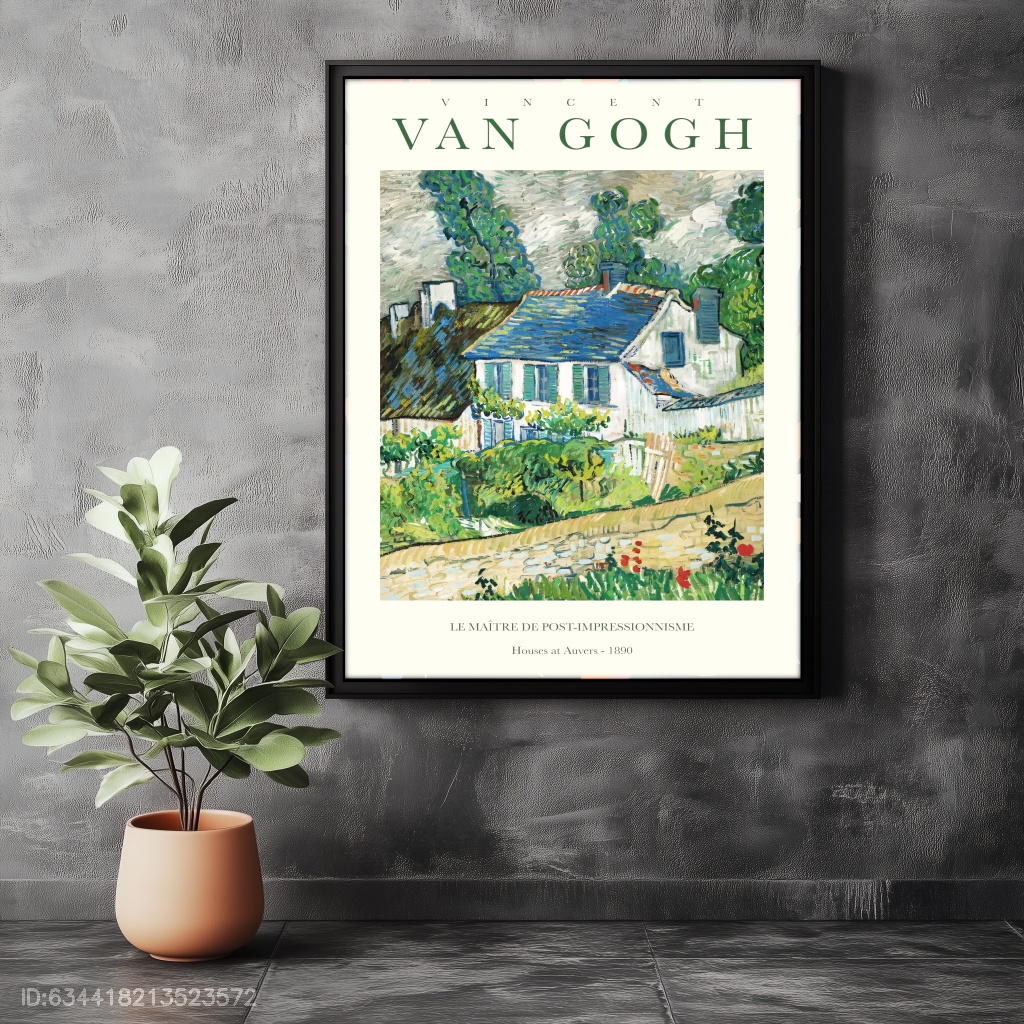 VINCENT
VAN GOGH
LE MAÎTRE DE POST-IMPRESSIONNISME
Houses at Auvers - 1890
ID:634418213523572